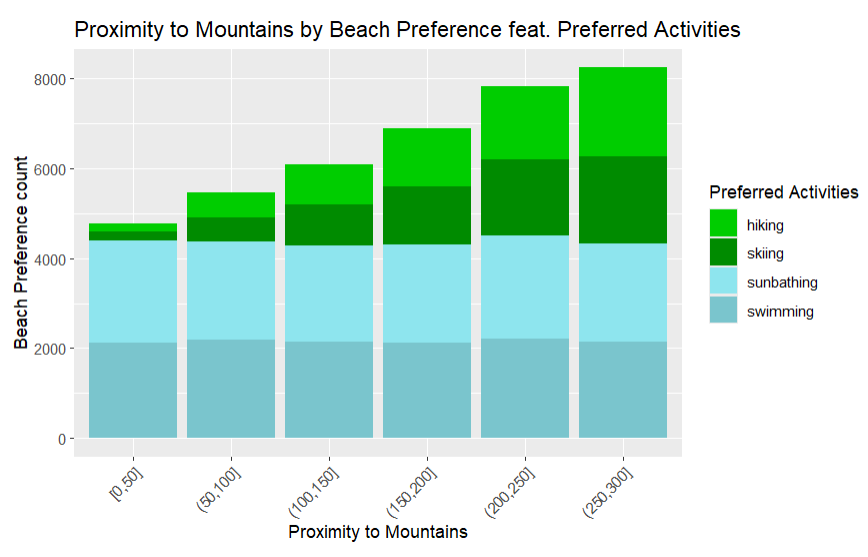 Proximity to Mountains by Beach Preference feat. Preferred Activities
Beach Preference count
8000
6000
4000
2000
0
[0,50]
(50,100]
(100,150]
(150,200]
(200,250]
(250,300]
Proximity to Mountains
Preferred Activities
hiking
skiing
sunbathing
swimming